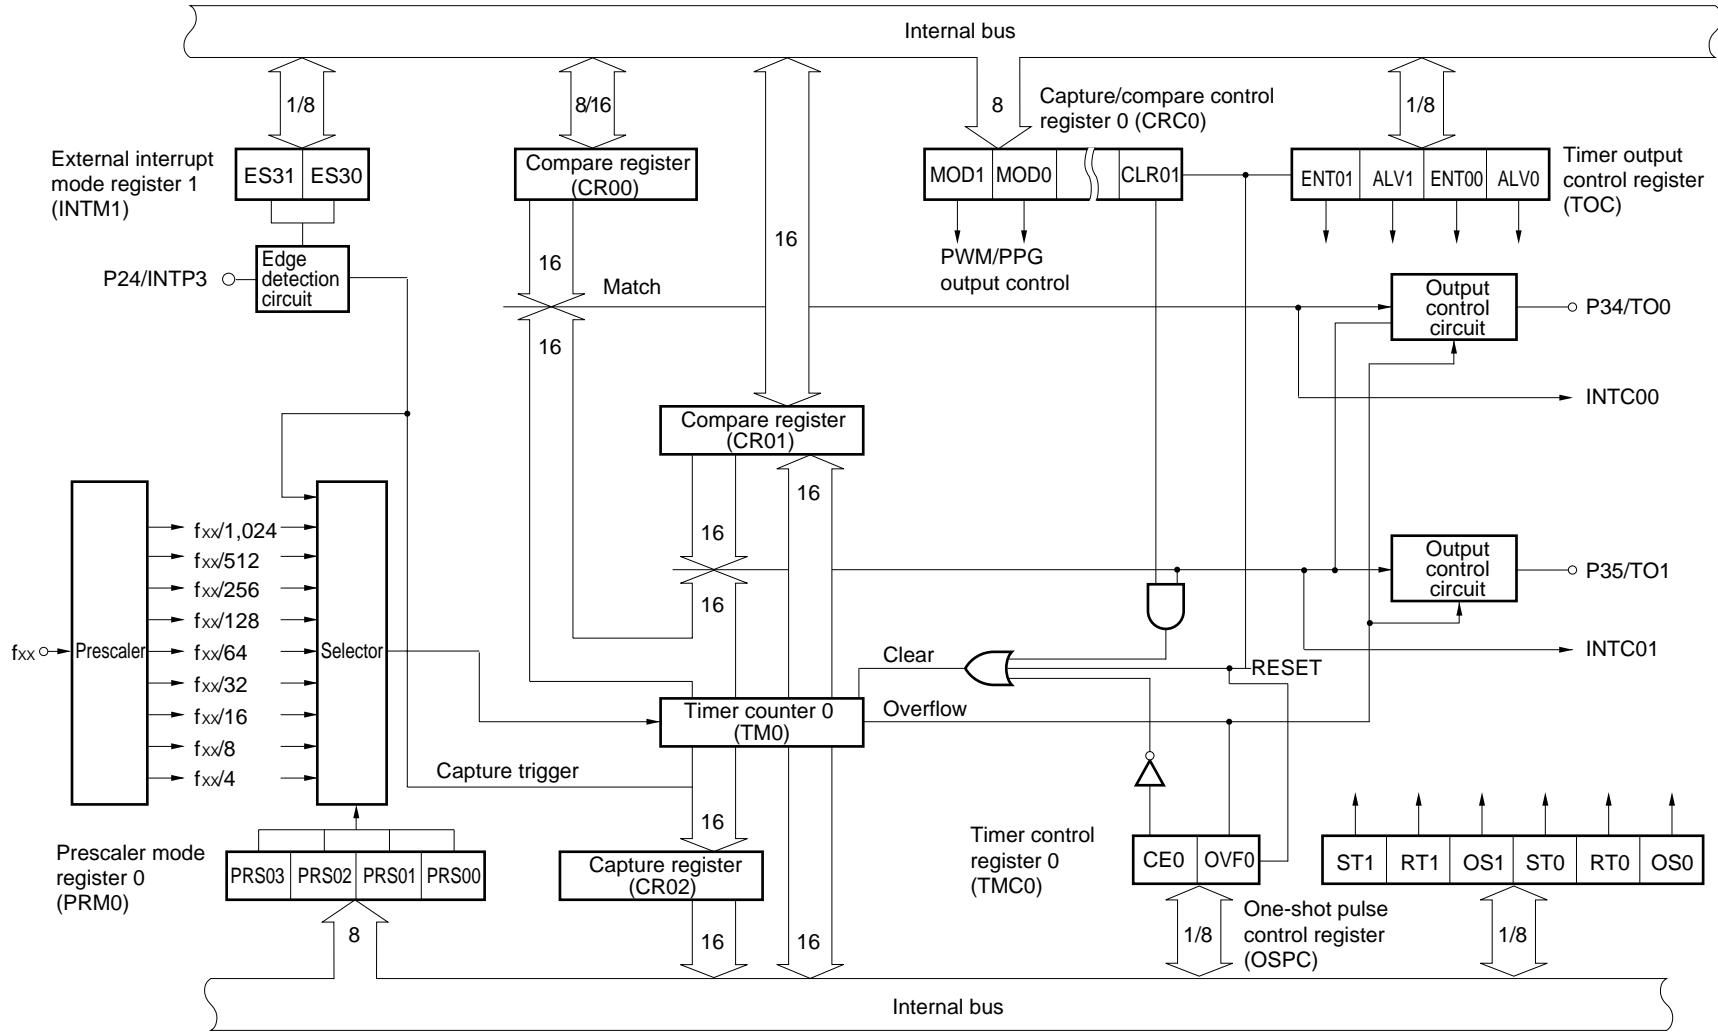 Internal bus
1/8
8/16
16
8
Capture/compare control
register 0 (CRC0)
1/8
External interrupt
mode register 1
(INTM1)
ES31 ES30
Compare register
(CR00)
MOD1 MOD0 CLR01
ENT01 ALV1 ENT00 ALV0
Timer output
control register
(TOC)
P24/INTP3
Edge
detection
circuit
16
Match
16
PWM/PPG
output control
Output
control
circuit
P34/TO0
INTC00
Compare register
(CR01)
16
16
16
Output
control
circuit
P35/TO1
INTC01
fxx
Prescaler
fxx/1,024
fxx/512
fxx/256
fxx/128
fxx/64
fxx/32
fxx/16
fxx/8
fxx/4
Selector
Clear
RESET
Timer counter 0
(TM0)
Overflow
Capture trigger
16
Prescaler mode
register 0
(PRM0)
PRS03 PRS02 PRS01 PRS00
Capture register
(CR02)
Timer control
register 0
(TMC0)
CE0 OVF0
ST1 RT1 OS1 ST0 RT0 OS0
8
16
16
1/8
One-shot pulse
control register
(OSPC)
1/8
Internal bus